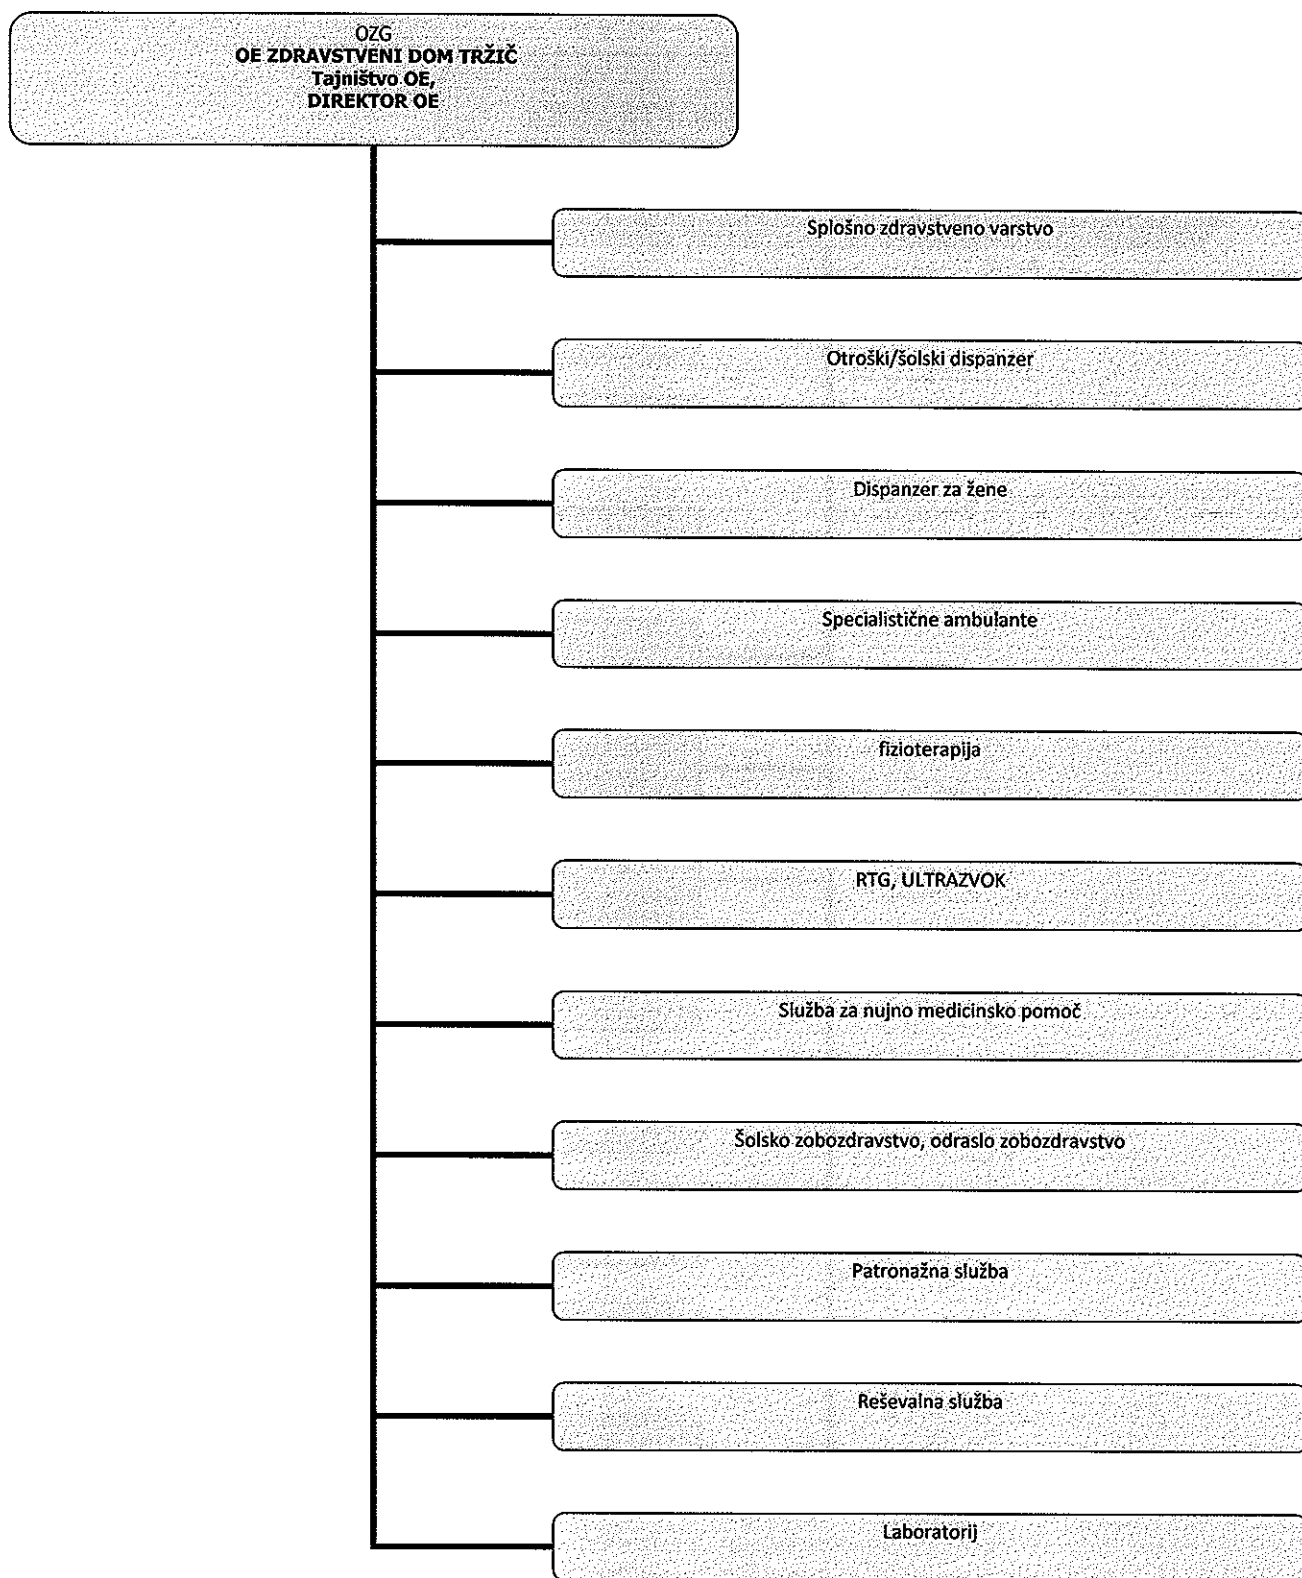 OZG
OE ZDRAVSTVENI DOM TRŽIČ
Tajništvo OE,
DIREKTOR OE
Splošno zdravstveno varstvo
Otroški/šolski dispanzer
Dispanzer za žene
Specialistične ambulante
fizioterapija
RTG, ULTRAZVOK
Služba za nujno medicinsko pomoč
Šolsko zobozdravstvo, odraslo zobozdravstvo
Patronažna služba
Reševalna služba
Laboratorij